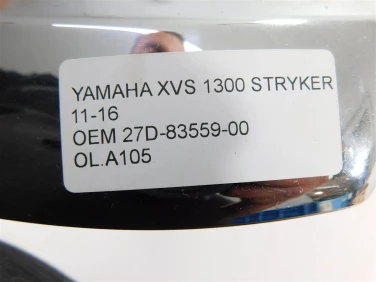 YAMAHA XVS 1300 STRYKER
11-16
OEM 27D-83559-00
OL.A105